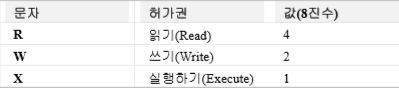 문자 허가권 값(8진수)
R 읽기(Read) 4
W 쓰기(Write) 2
X 실행하기(Execute) 1